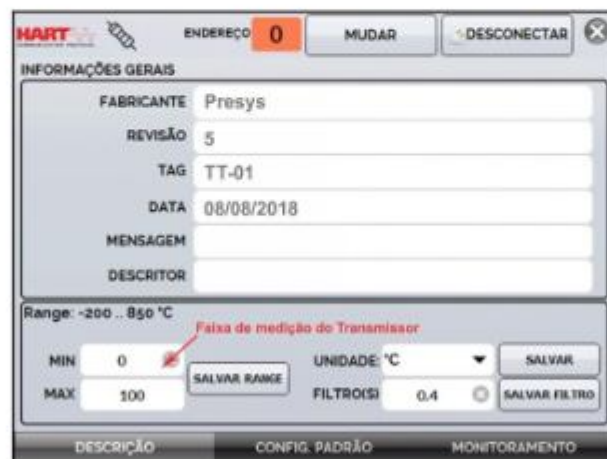 HART ENDEREÇO 0 MUDAR DESCONECTAR
INFORMAÇÕES GERAIS
FABRICANTE Presys
REVISÃO 5
TAG TT-01
DATA 08/08/2018
MENSAGEM
DESCRITOR
Range: -200 .. 850 °C
Faixa de medição do Transmissor
MIN 0 UNIDADE: °C SALVAR
SALVAR RANGE
MAX 100 FILTRO(S) 0.4 SALVAR FILTRO
DESCRIÇÃO CONFIG. PADRÃO MONITORAMENTO